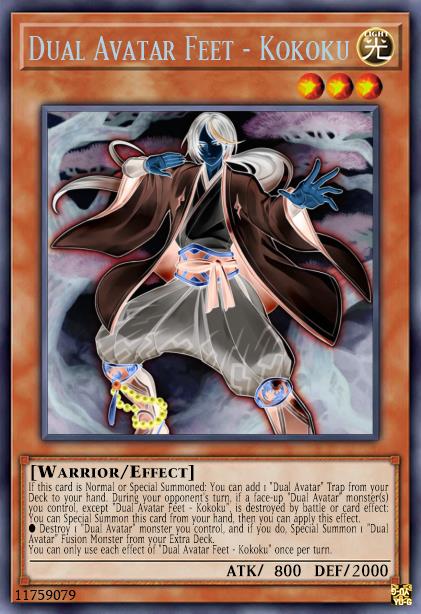 DUAL AVATAR FEET - KOKOKU
LIGHT
光
[WARRIOR/EFFECT]
If this card is Normal or Special Summoned: You can add 1 "Dual Avatar" Trap from your
Deck to your hand. During your opponent's turn, if a face-up "Dual Avatar" monster(s)
you control, except "Dual Avatar Feet - Kokoku", is destroyed by battle or card effect:
You can Special Summon this card from your hand, then you can apply this effect.
● Destroy 1 "Dual Avatar" monster you control, and if you do, Special Summon 1 "Dual
Avatar" Fusion Monster from your Extra Deck.
You can only use each effect of "Dual Avatar Feet - Kokoku" once per turn.
ATK/ 800 DEF/2000
11759079